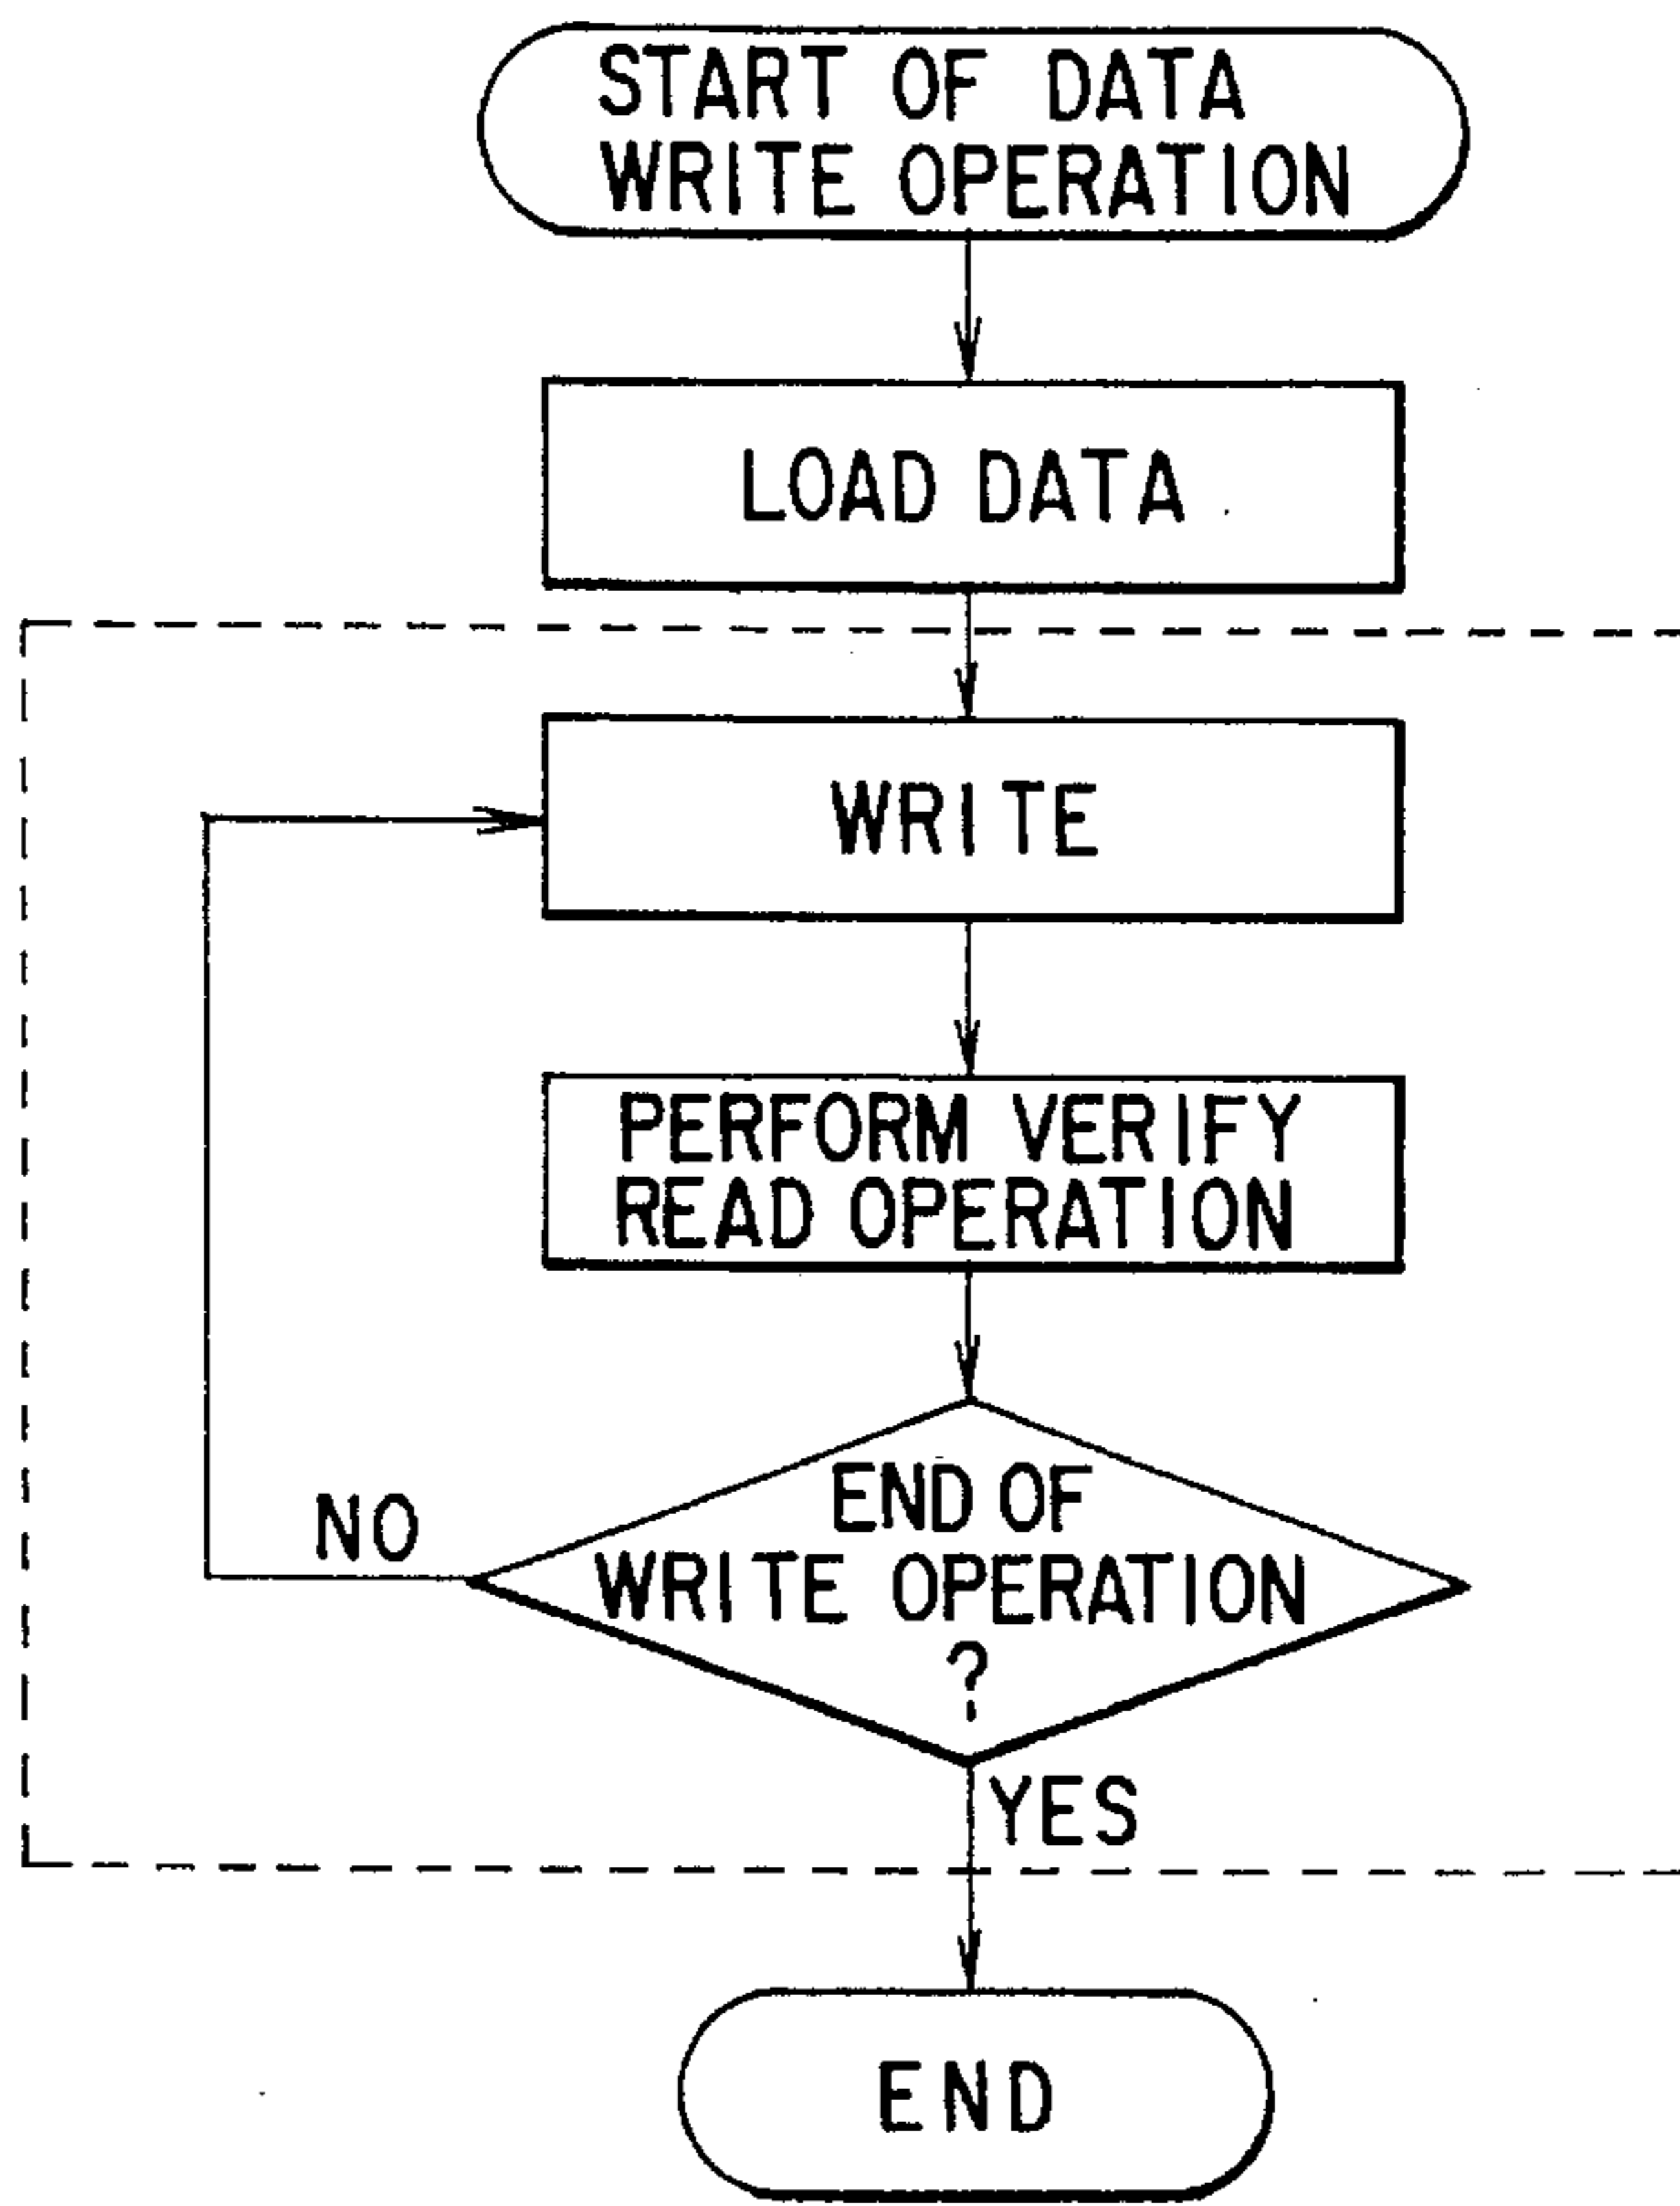 START OF DATA
WRITE OPERATION
LOAD DATA
WRITE
PERFORM VERIFY
READ OPERATION
END OF
WRITE OPERATION
?
NO
YES
END